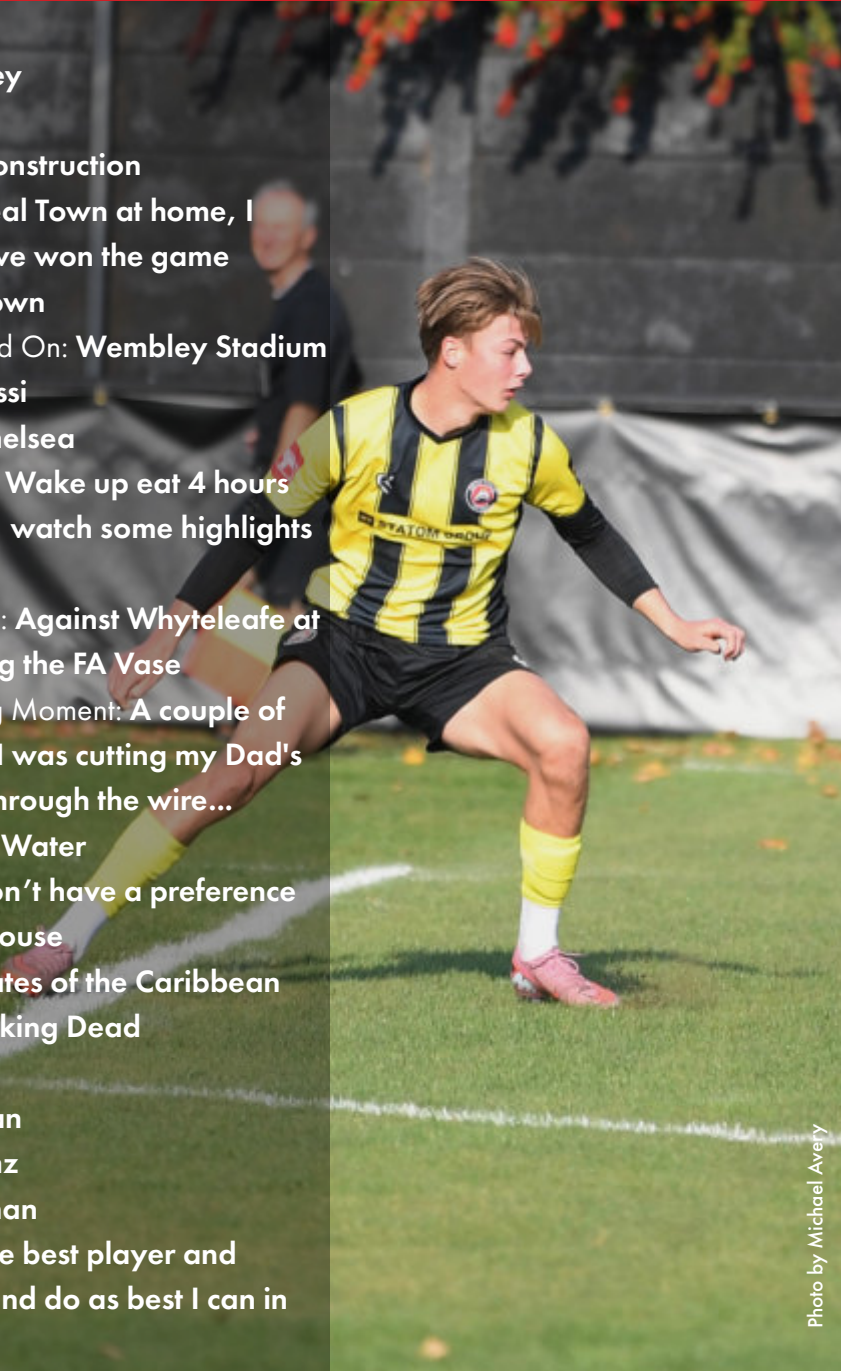 ey
onstruction
al Town at home, I
ve won the game
own
d On: Wembley Stadium
ssi
elsea
Wake up eat 4 hours
watch some highlights
: Against Whyteleafe at
g the FA Vase
g Moment: A couple of
I was cutting my Dad's
hrough the wire...
Water
on’t have a preference
ouse
ates of the Caribbean
king Dead
an
nz
nan
e best player and
nd do as best I can in
STATOM GROUP
Photo by Michael Avery